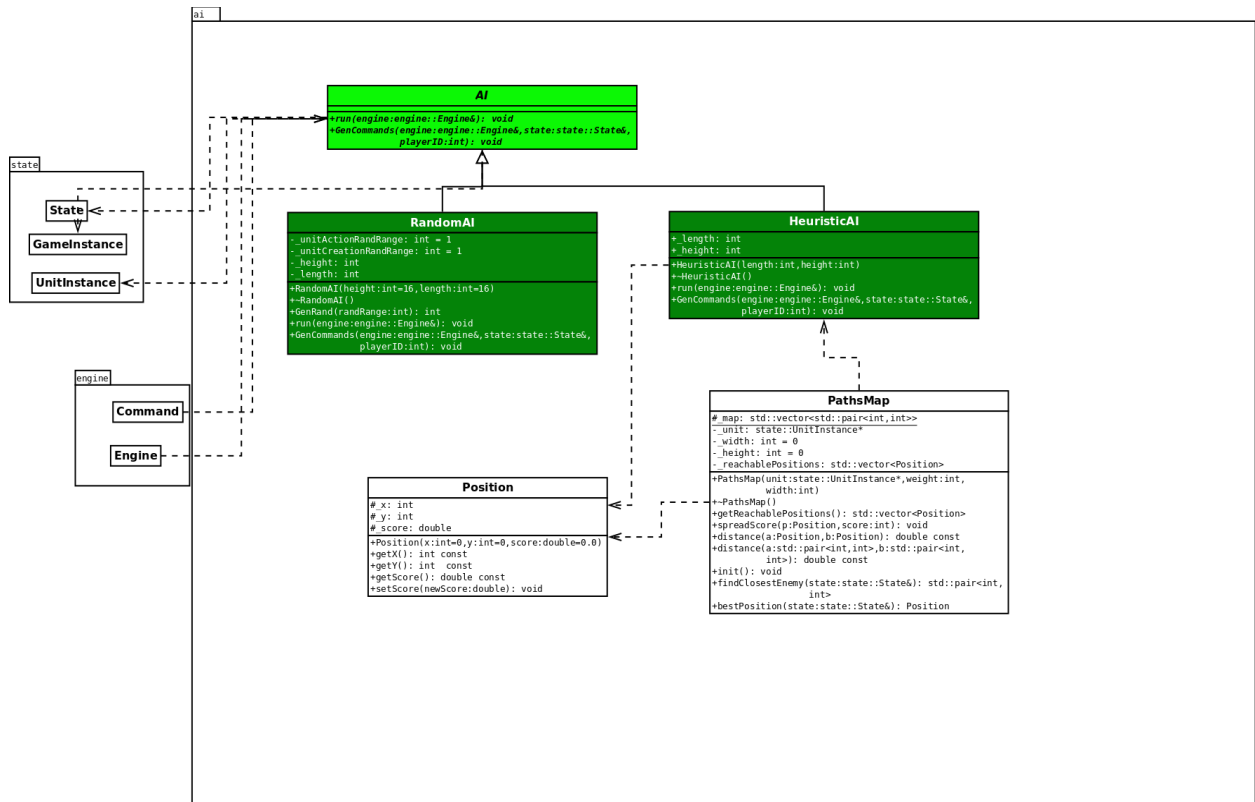 ai
AI
+run(engine:engine::Engine&): void
+GenCommands(engine:engine::Engine&,state:state::State&,
playerID:int): void
state
State
GameInstance
UnitInstance
RandomAI
-_unitActionRandRange: int = 1
-_unitCreationRandRange: int = 1
-_height: int
-_length: int
+RandomAI(height:int=16,length:int=16)
+~RandomAI()
+GenRand(randRange:int): int
+run(engine:engine::Engine&): void
+GenCommands(engine:engine::Engine&,state:state::State&,
playerID:int): void
HeuristicAI
+_length: int
+_height: int
+HeuristicAI(length:int,height:int)
+~HeuristicAI()
+run(engine:engine::Engine&): void
+GenCommands(engine:engine::Engine&,state:state::State&,
playerID:int): void
engine
Command
Engine
PathsMap
#_map: std::vector<std::pair<int,int>>
-_unit: state::UnitInstance*
-_width: int = 0
-_height: int = 0
-_reachablePositions: std::vector<Position>
+PathsMap(unit:state::UnitInstance*,weight:int,
width:int)
+~PathsMap()
+getReachablePositions(): std::vector<Position>
+spreadScore(p:Position,score:int): void
+distance(a:Position,b:Position): double const
+distance(a:std::pair<int,int>,b:std::pair<int,
int>): double const
+init(): void
+findClosestEnemy(state:state::State&): std::pair<int,
int>
+bestPosition(state:state::State&): Position
Position
#_x: int
#_y: int
#_score: double
+Position(x:int=0,y:int=0,score:double=0.0)
+getX(): int const
+getY(): int  const
+getScore(): double const
+setScore(newScore:double): void